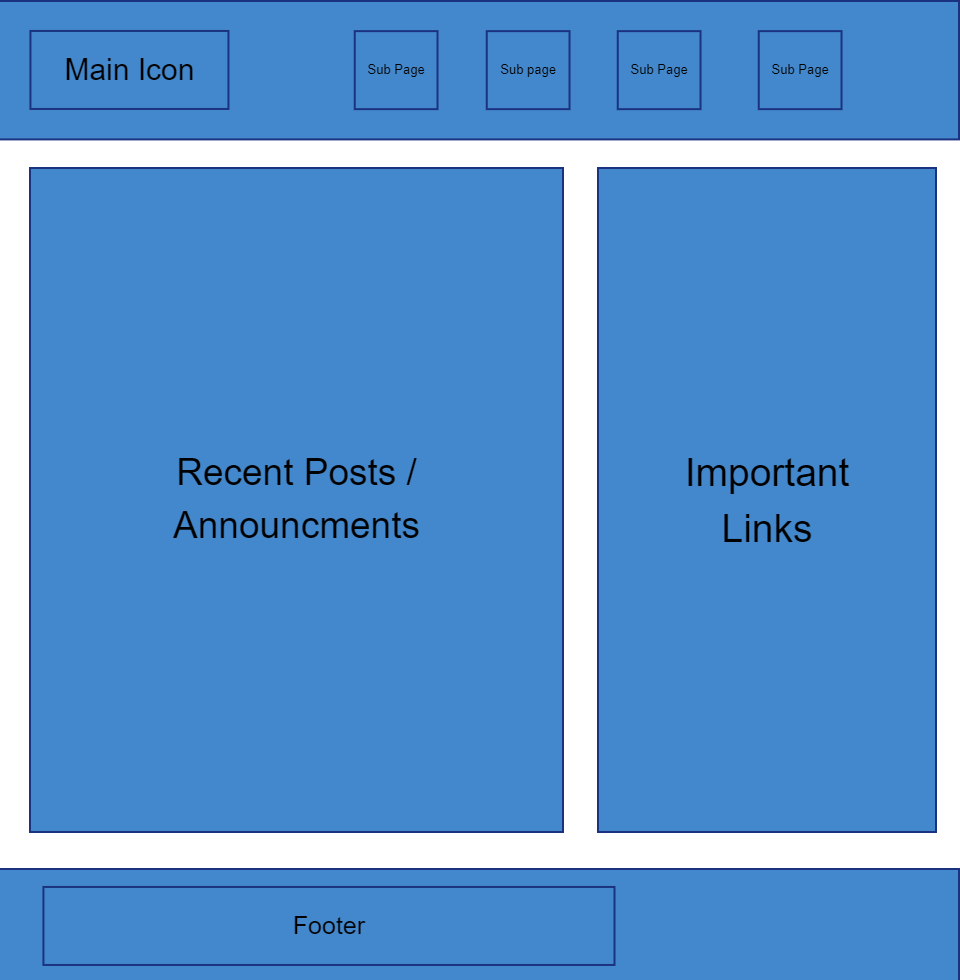 Main Icon
Sub Page
Sub page
Sub Page
Sub Page
Recent Posts /
Announcments
Important
Links
Footer